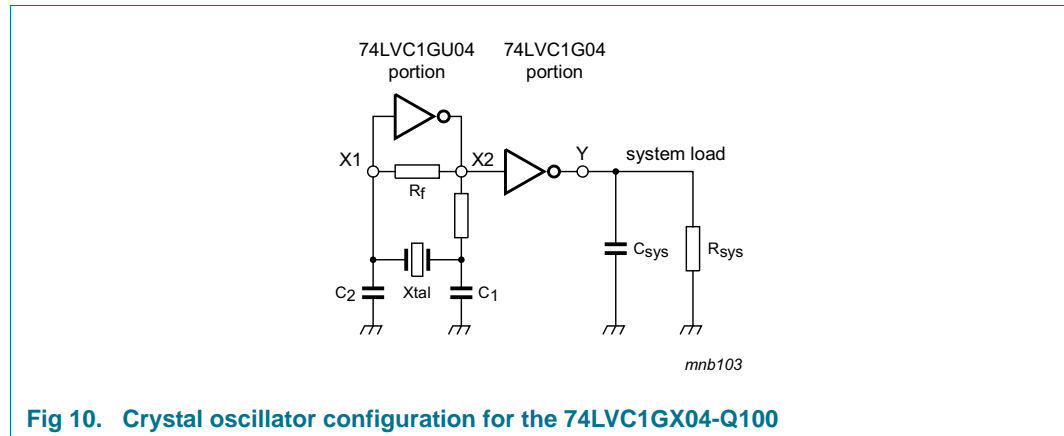 74LVC1GU04 74LVC1G04
portion portion
X1 X2 Y system load
Rf
Csys Rsys
C2 Xtal C1
mnb103
Fig 10. Crystal oscillator configuration for the 74LVC1GX04-Q100